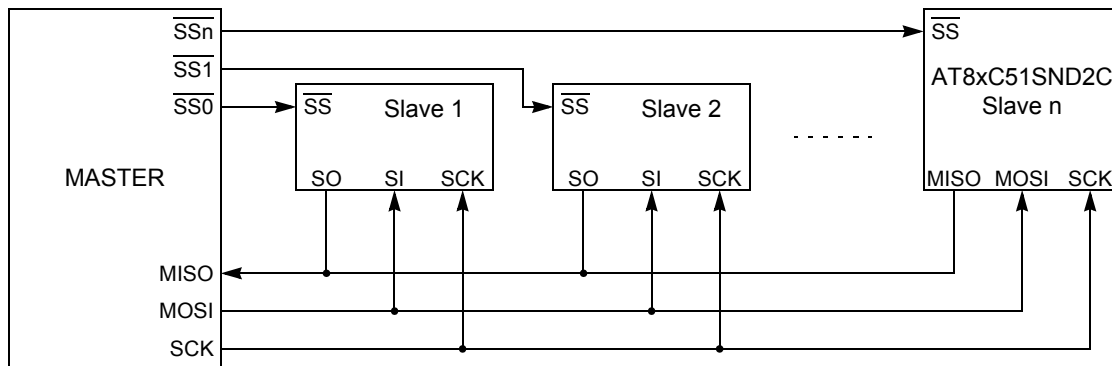 SSn
SS1
SS0
MASTER
MISO
MOSI
SCK
SS Slave 1
SO SI SCK
SS Slave 2
SO SI SCK
SS
AT8xC51SND2C
Slave n
MISO MOSI SCK